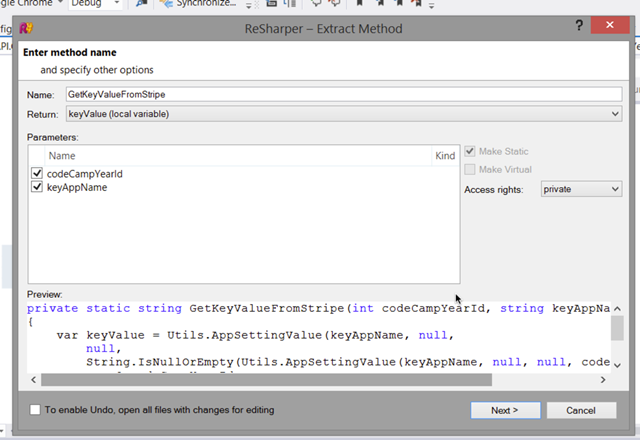 gle Chrome
Debug
Synchronize...
ReSharper – Extract Method
?
Enter method name
and specify other options
Name: GetKeyValueFromStripe
Return: keyValue (local variable)
Parameters:
Name Kind
codeCampYearId
keyAppName
Make Static
Make Virtual
Access rights: private
Preview:
private static string GetKeyValueFromStripe(int codeCampYearId, string keyAppNa
{
var keyValue = Utils.AppSettingValue(keyAppName, null,
null,
String.IsNullOrEmpty(Utils.AppSettingValue(keyAppName, null, null, code
To enable Undo, open all files with changes for editing
Next >
Cancel